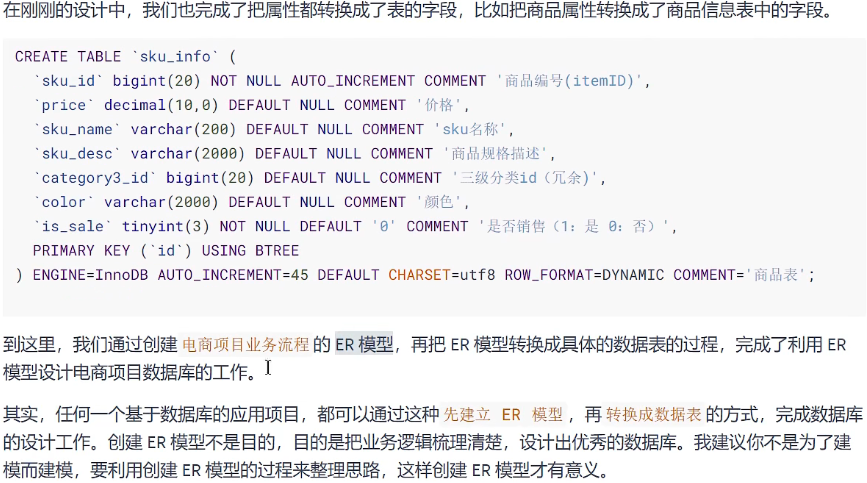 在刚刚的设计中，我们也完成了把属性都转换成了表的字段，比如把商品属性转换成了商品信息表中的字段。
CREATE TABLE `sku_info` (
`sku_id` bigint(20) NOT NULL AUTO_INCREMENT COMMENT '商品编号(itemID)',
`price` decimal(10,0) DEFAULT NULL COMMENT '价格',
`sku_name` varchar(200) DEFAULT NULL COMMENT 'sku名称',
`sku_desc` varchar(2000) DEFAULT NULL COMMENT '商品规格描述',
`category3_id` bigint(20) DEFAULT NULL COMMENT '三级分类id（冗余)',
`color` varchar(2000) DEFAULT NULL COMMENT '颜色',
`is_sale` tinyint(3) NOT NULL DEFAULT '0' COMMENT '是否销售（1：是 0：否）',
PRIMARY KEY (`id`) USING BTREE
) ENGINE=InnoDB AUTO_INCREMENT=45 DEFAULT CHARSET=utf8 ROW_FORMAT=DYNAMIC COMMENT='商品表';
到这里，我们通过创建 电商项目业务流程 的 ER 模型，再把 ER 模型转换成具体的数据表的过程，完成了利用 ER
模型设计电商项目数据库的工作。
其实，任何一个基于数据库的应用项目，都可以通过这种 先建立 ER 模型 ，再 转换成数据表 的方式，完成数据库
的设计工作。创建 ER 模型不是目的，目的是把业务逻辑梳理清楚，设计出优秀的数据库。我建议你不是为了建
模而建模，要利用创建 ER 模型的过程来整理思路，这样创建 ER 模型才有意义。